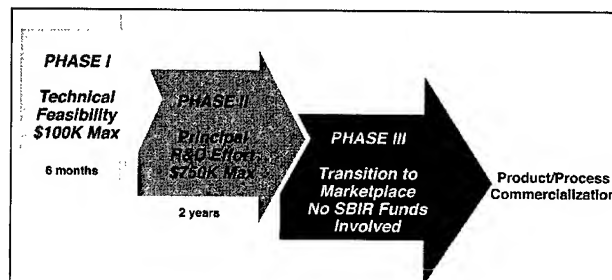 PHASE I
Technical
Feasibility
$100K Max
6 months
PHASE II
Principal
R&D Effort
$750K Max
2 years
PHASE III
Transition to
Marketplace
No SBIR Funds
Involved
Product/Process
Commercialization